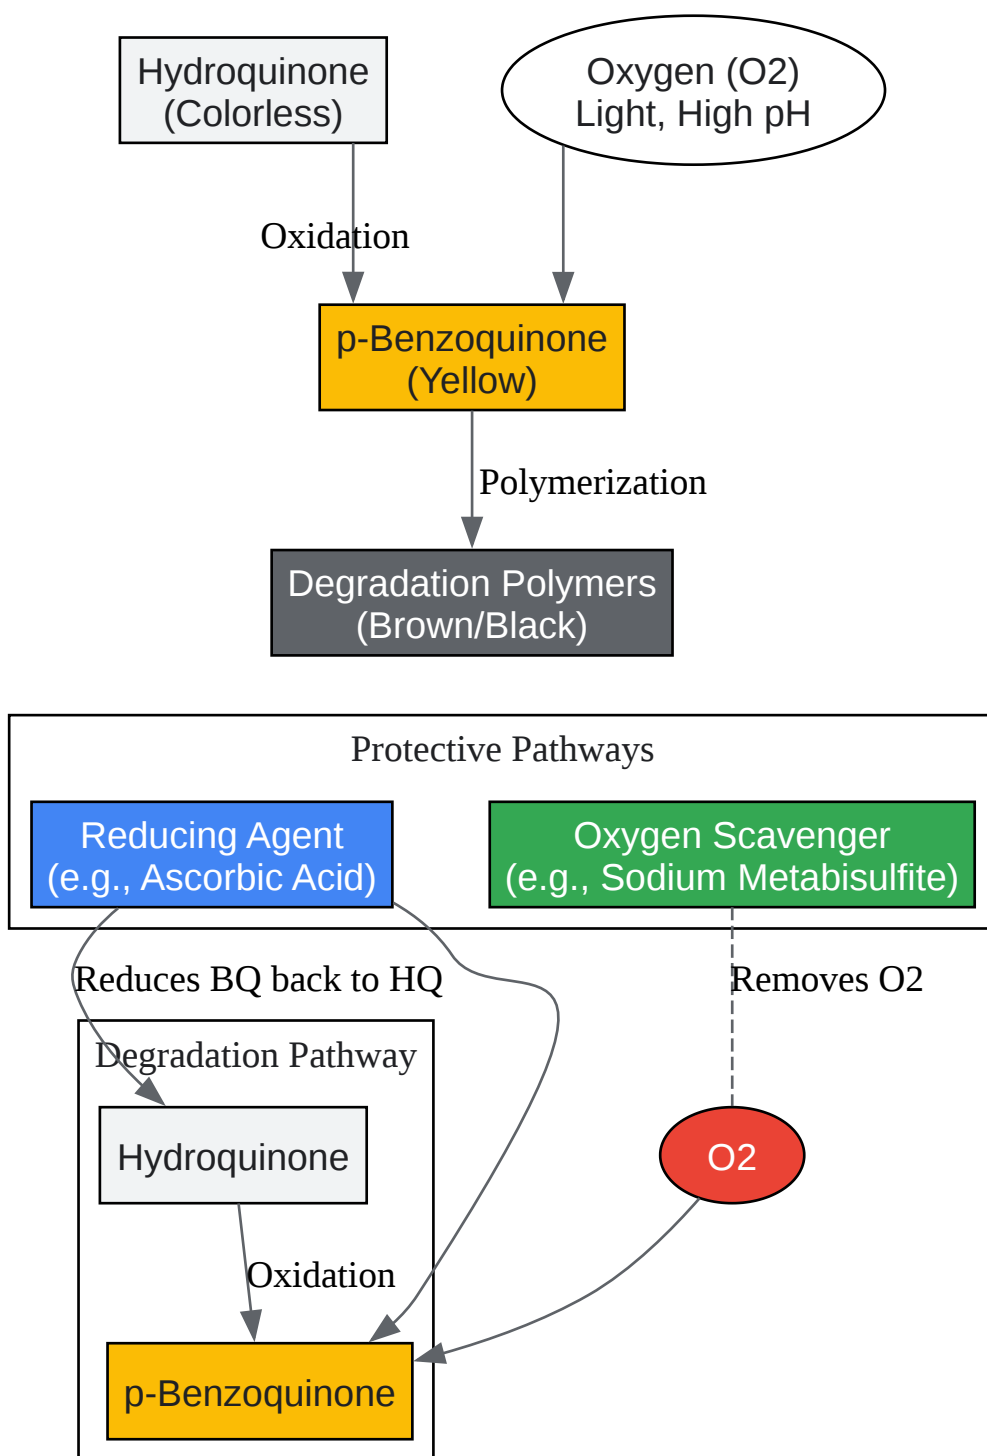 Hydroquinone
(Colorless)
Oxygen (O2)
Light, High pH
Oxidation
p-Benzoquinone
(Yellow)
Polymerization
Degradation Polymers
(Brown/Black)
Protective Pathways
Reducing Agent
(e.g., Ascorbic Acid)
Oxygen Scavenger
(e.g., Sodium Metabisulfite)
Reduces BQ back to HQ
Removes O2
Degradation Pathway
Hydroquinone
O2
Oxidation
p-Benzoquinone